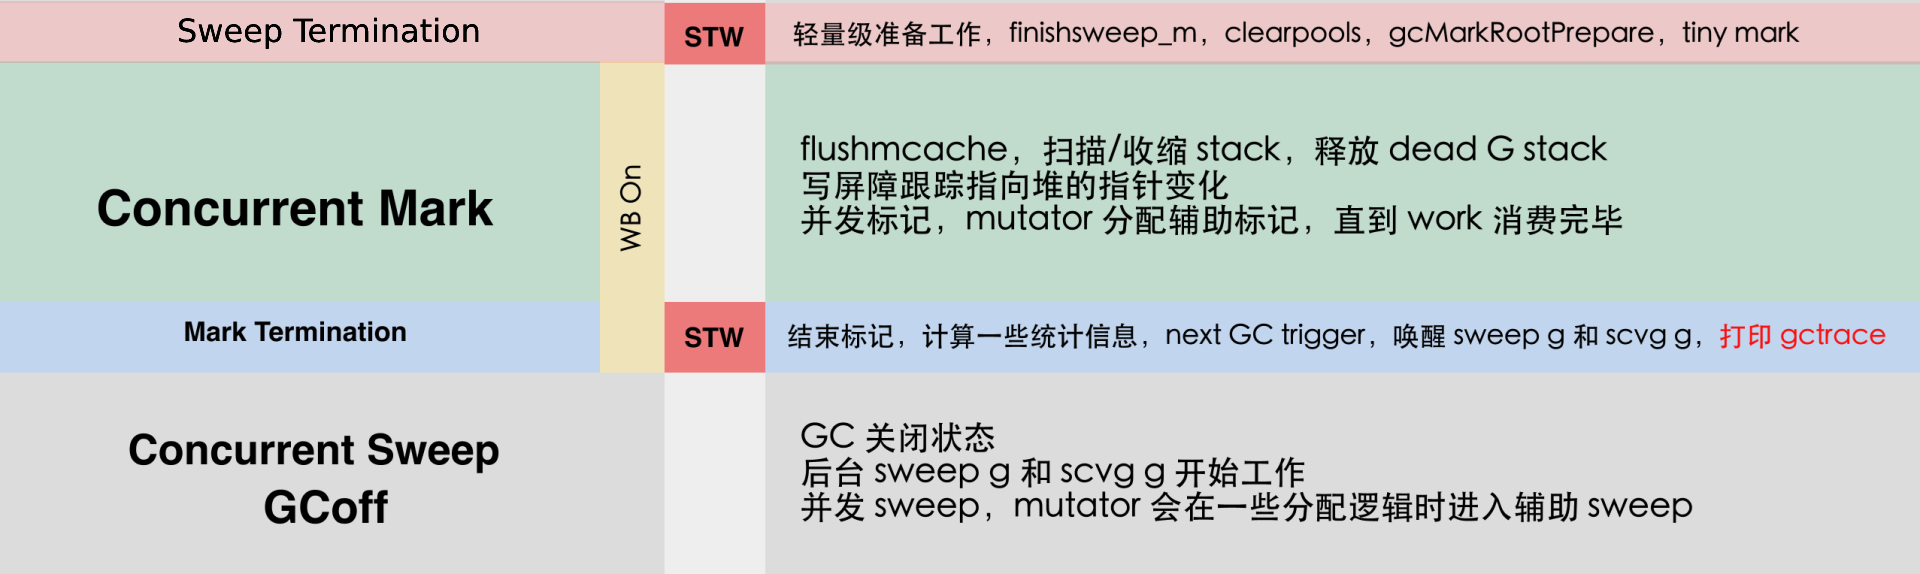 Sweep Termination
STW
轻量级准备工作，finishsweep_m，clearpools，gcMarkRootPrepare，tiny mark
Concurrent Mark
WB On
flushmcache，扫描/收缩 stack，释放 dead G stack
写屏障跟踪指向堆的指针变化
并发标记，mutator 分配辅助标记，直到 work 消费完毕
Mark Termination
STW
结束标记，计算一些统计信息，next GC trigger，唤醒 sweep g 和 scvg g，打印 gctrace
Concurrent Sweep
GCoff
GC 关闭状态
后台 sweep g 和 scvg g 开始工作
并发 sweep，mutator 会在一些分配逻辑时进入辅助 sweep